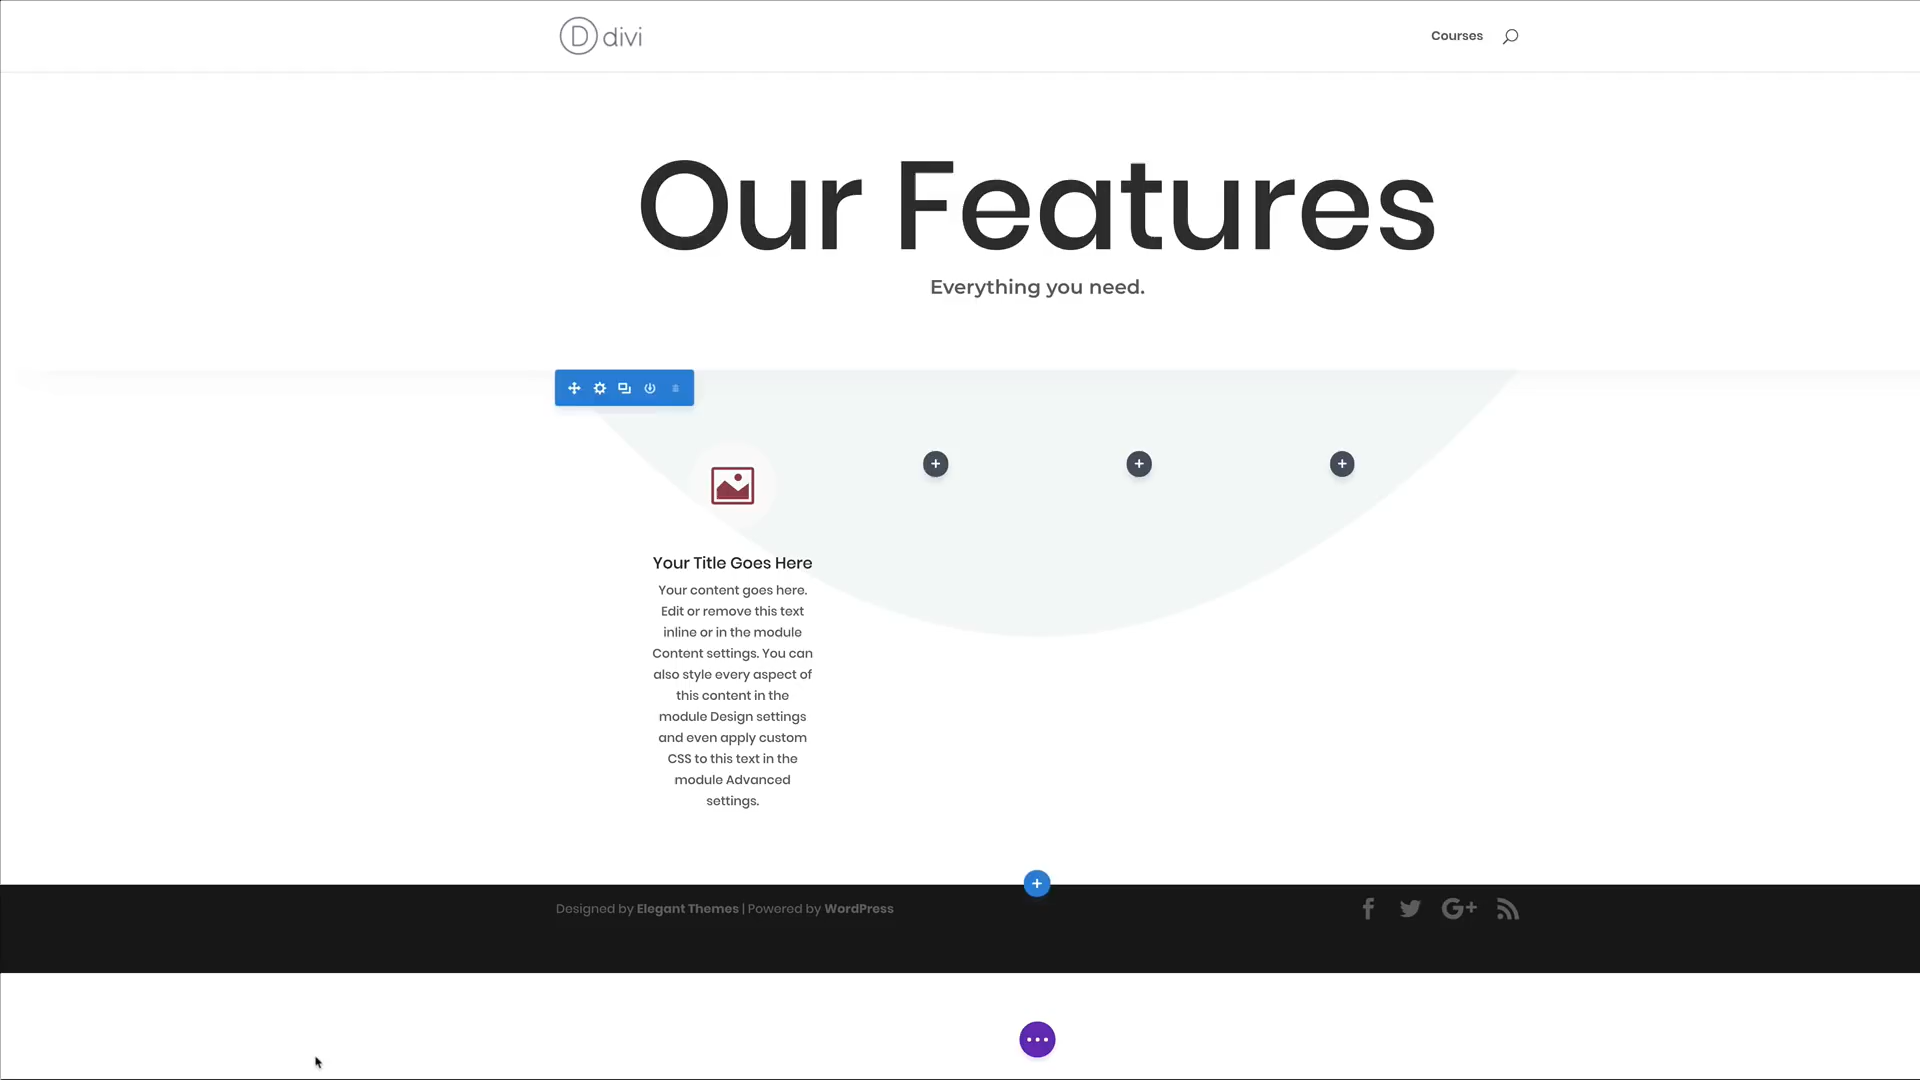 D divi
Courses
Our Features
Everything you need.
Your Title Goes Here
Your content goes here.
Edit or remove this text
inline or in the module
Content settings. You can
also style every aspect of
this content in the
module Design settings
and even apply custom
CSS to this text in the
module Advanced
settings.
Designed by Elegant Themes | Powered by WordPress
f G+